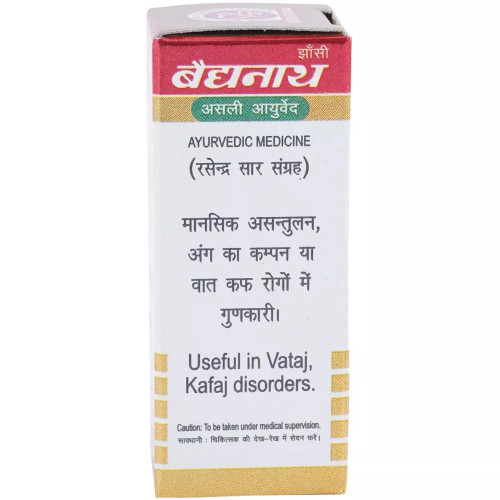 झाँसी
बैद्यनाथ
असली आयुर्वेद
AYURVEDIC MEDICINE
(रसेन्द्र सार संग्रह)
मानसिक असन्तुलन,
अंग का कम्पन या
वात कफ रोगों में
गुणकारी।
Useful in Vataj,
Kafaj disorders.
Caution: To be taken under medical supervision.
सावधानी : चिकित्सक की देख-रेख में सेवन करें।